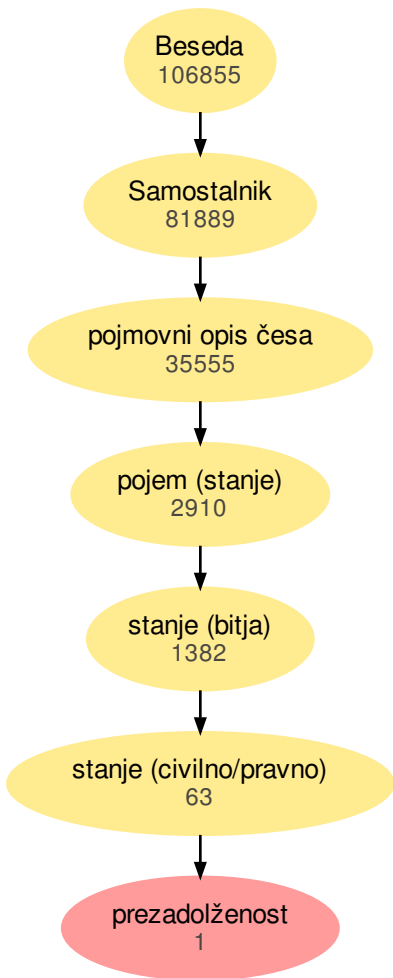 Beseda
106855
Samostalnik
81889
pojmovni opis česa
35555
pojem (stanje)
2910
stanje (bitja)
1382
stanje (civilno/pravno)
63
prezadolženost
1